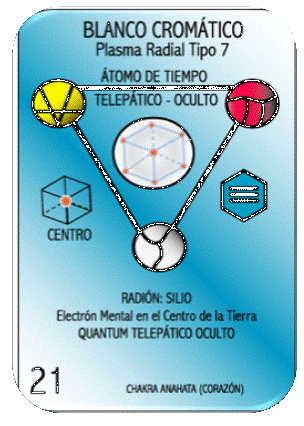 BLANCO CROMÁTICO
Plasma Radial Tipo 7
ÁTOMO DE TIEMPO
TELEPÁTICO - OCULTO
CENTRO
RADIÓN: SILIO
Electrón Mental en el Centro de la Tierra
QUANTUM TELEPÁTICO OCULTO
21
CHAKRA ANAHATA (CORAZÓN)